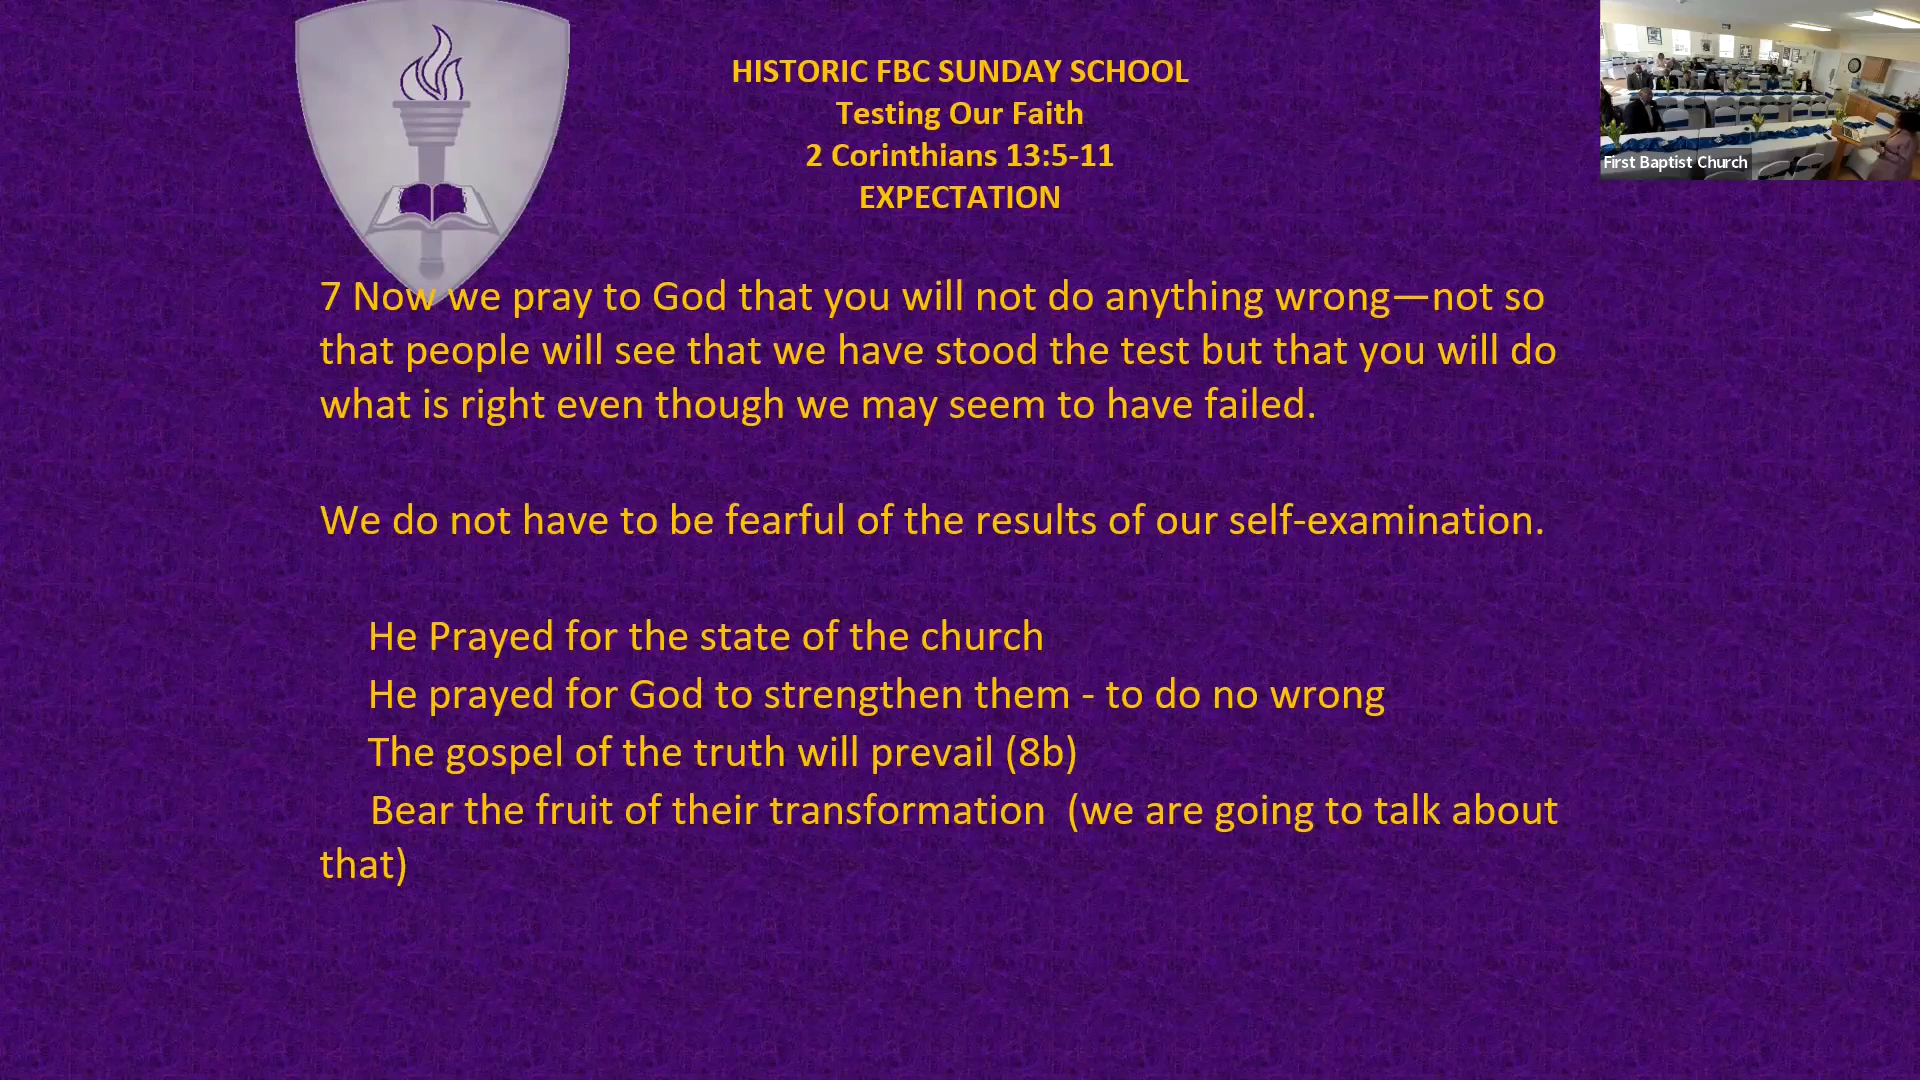 HISTORIC FBC SUNDAY SCHOOL
Testing Our Faith
2 Corinthians 13:5-11
EXPECTATION
First Baptist Church
7 Now we pray to God that you will not do anything wrong—not so
that people will see that we have stood the test but that you will do
what is right even though we may seem to have failed.
We do not have to be fearful of the results of our self-examination.
He Prayed for the state of the church
He prayed for God to strengthen them - to do no wrong
The gospel of the truth will prevail (8b)
Bear the fruit of their transformation (we are going to talk about
that)